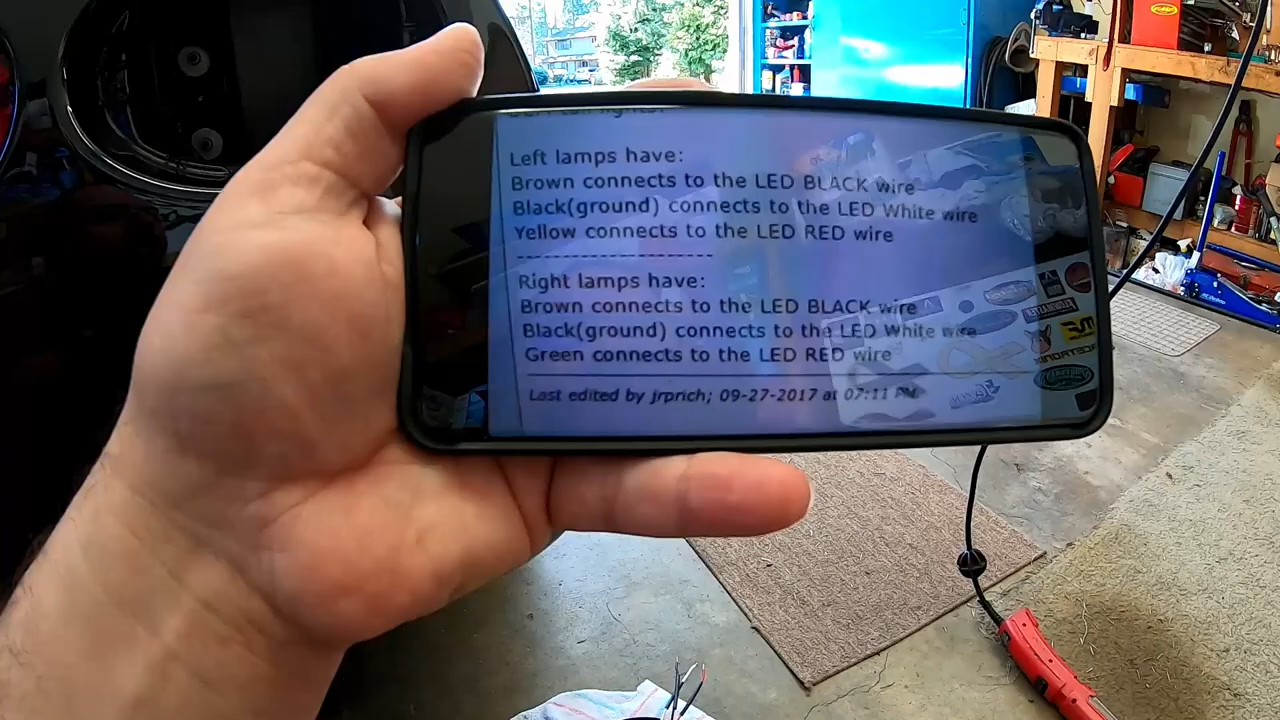 Left lamps have:
Brown connects to the LED BLACK wire
Black(ground) connects to the LED White wire
Yellow connects to the LED RED wire
--------------------
Right lamps have:
Brown connects to the LED BLACK wire
Black(ground) connects to the LED White wire
Green connects to the LED RED wire
Last edited by jrprich; 09-27-2017 at 07:11 PM.